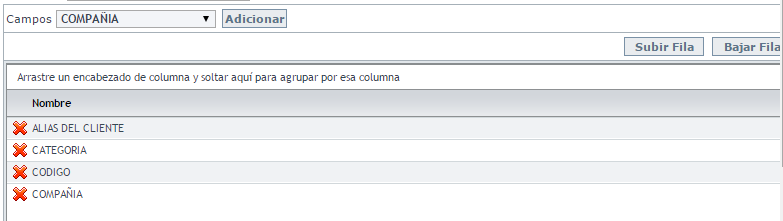 Campos COMPAÑIA Adicionar
Subir Fila Bajar Fila
Arrastre un encabezado de columna y soltar aquí para agrupar por esa columna
Nombre
ALIAS DEL CLIENTE
CATEGORIA
CODIGO
COMPAÑIA